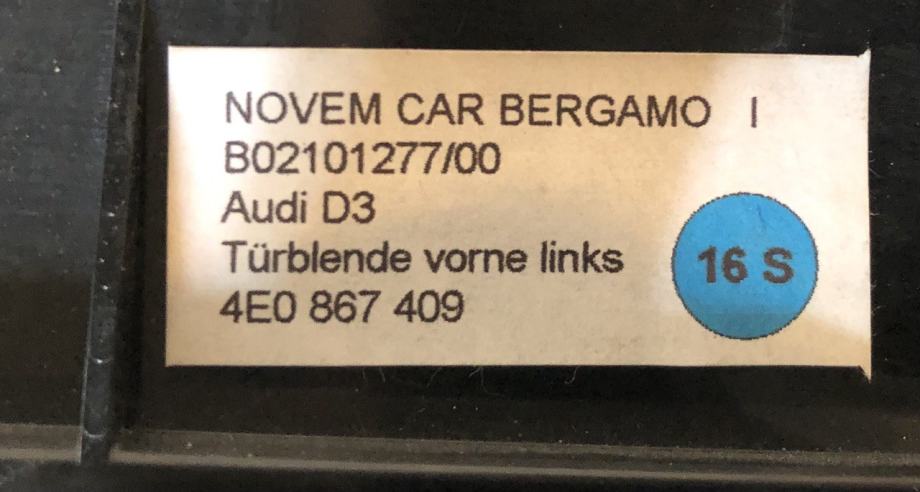 NOVEM CAR BERGAMO I
B02101277/00
Audi D3
Türblende vorne links
4E0 867 409
16 S